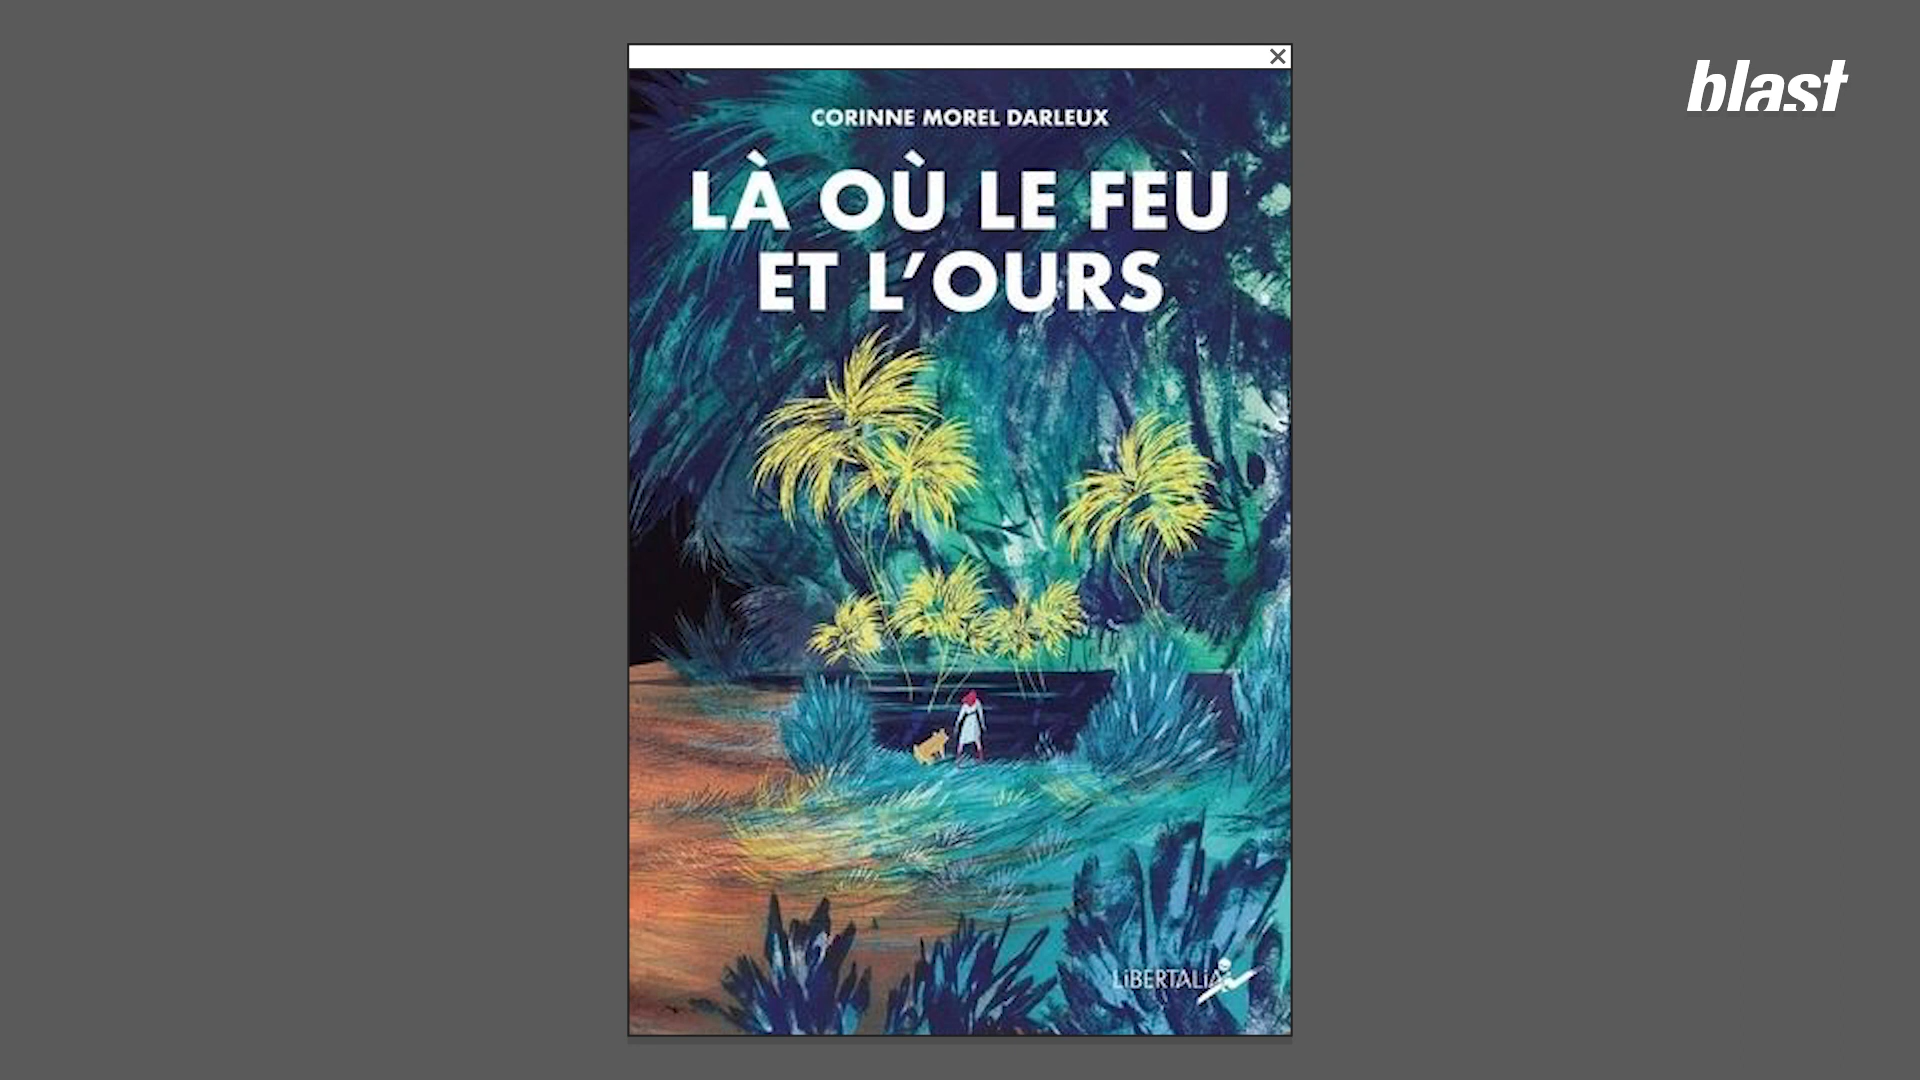 blast
CORINNE MOREL DARLEUX
LÀ OÙ LE FEU
ET L'OURS
LiBERTALiA